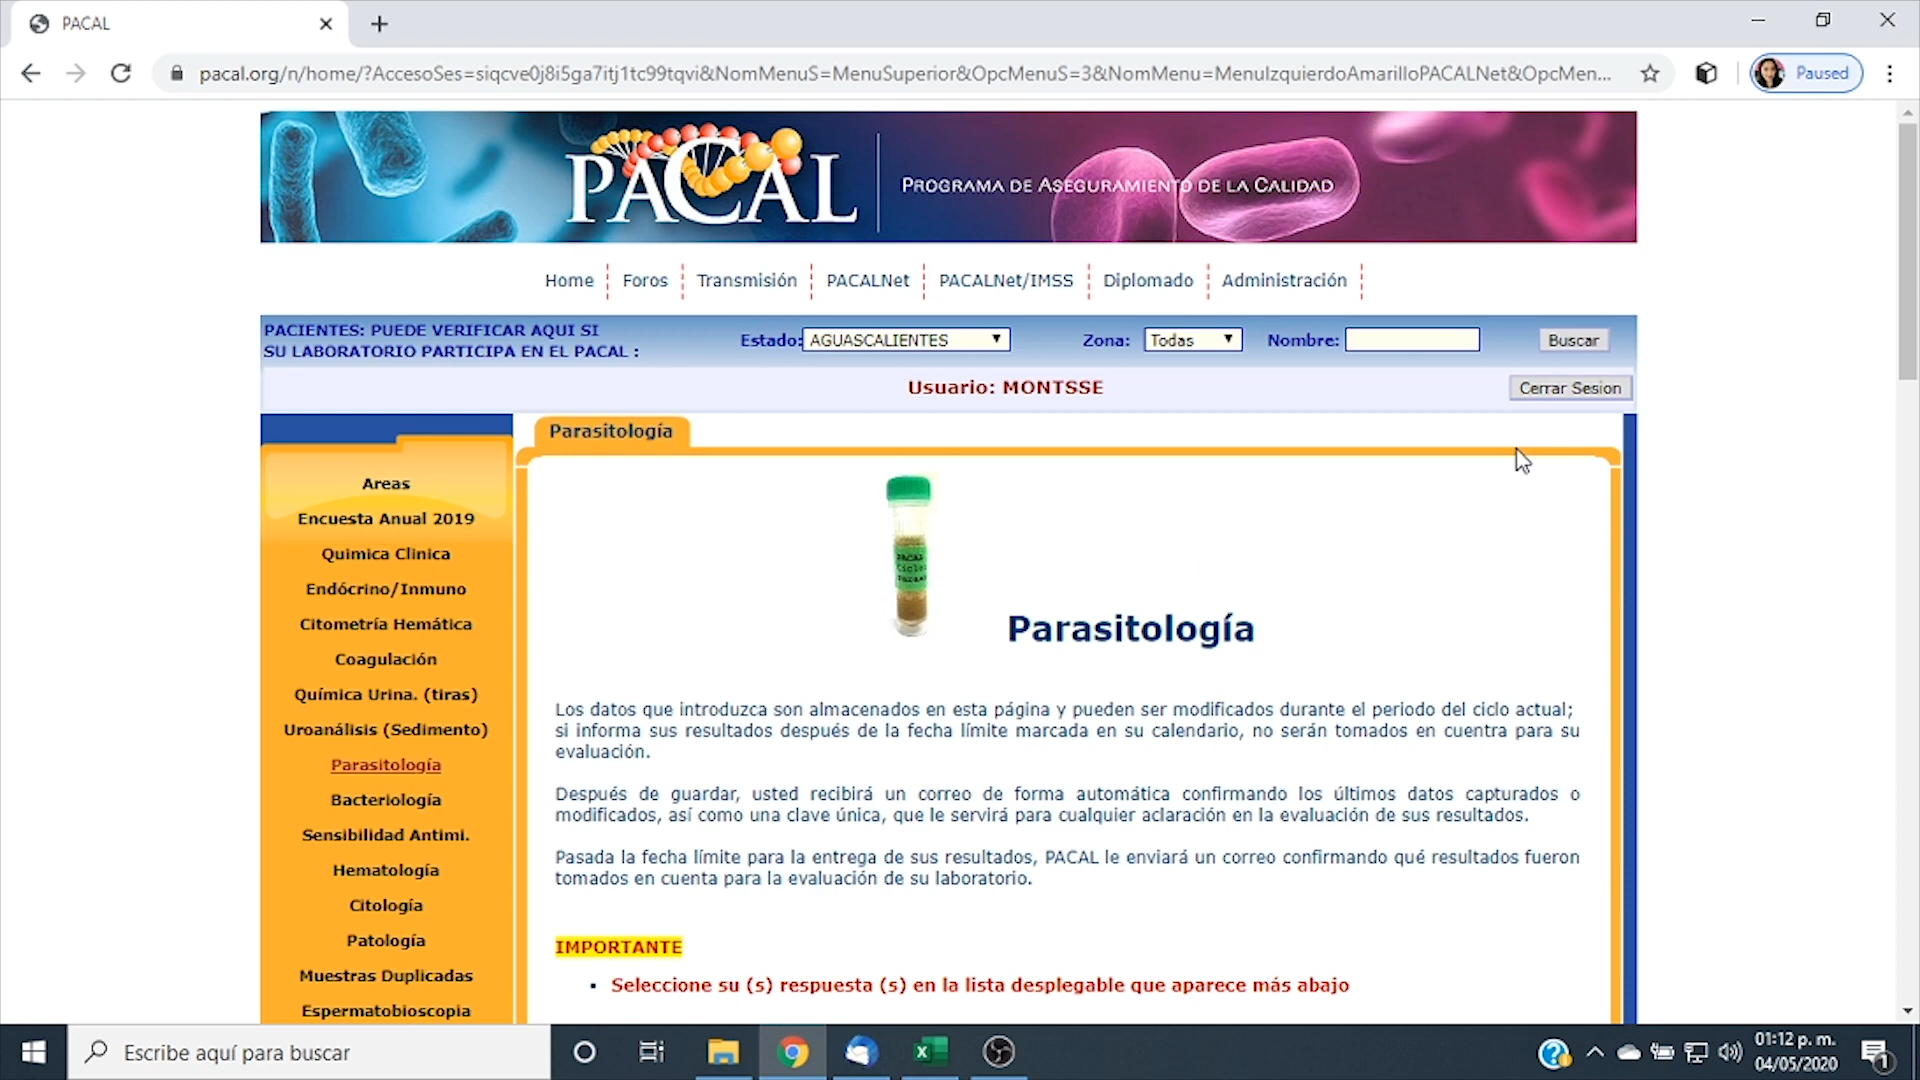 PACAL
pacal.org/n/home/?AccesoSes=siqcve0j8i5ga7itj1tc99tqvi&NomMenuS=MenuSuperior&OpcMenuS=3&NomMenu=MenuIzquierdoAmarilloPACALNet&OpcMen...
Paused
PACAL
PROGRAMA DE ASEGURAMIENTO DE LA CALIDAD
Home Foros Transmisión PACALNet PACALNet/IMSS Diplomado Administración
PACIENTES: PUEDE VERIFICAR AQUI SI
SU LABORATORIO PARTICIPA EN EL PACAL :
Estado: AGUASCALIENTES Zona: Todas Nombre: Buscar
Usuario: MONTSSE
Cerrar Sesion
Areas
Encuesta Anual 2019
Quimica Clinica
Endócrino/Inmuno
Citometría Hemática
Coagulación
Química Urina. (tiras)
Uroanálisis (Sedimento)
Parasitología
Bacteriología
Sensibilidad Antimi.
Hematología
Citología
Patología
Muestras Duplicadas
Espermatobioscopia
Parasitología
PACAL
Ciclo:
Paras
Parasitología
Los datos que introduzca son almacenados en esta página y pueden ser modificados durante el periodo del ciclo actual;
si informa sus resultados después de la fecha límite marcada en su calendario, no serán tomados en cuentra para su
evaluación.
Después de guardar, usted recibirá un correo de forma automática confirmando los últimos datos capturados o
modificados, así como una clave única, que le servirá para cualquier aclaración en la evaluación de sus resultados.
Pasada la fecha límite para la entrega de sus resultados, PACAL le enviará un correo confirmando qué resultados fueron
tomados en cuenta para la evaluación de su laboratorio.
IMPORTANTE
• Seleccione su (s) respuesta (s) en la lista desplegable que aparece más abajo
Escribe aquí para buscar
01:12 p. m.
04/05/2020
1